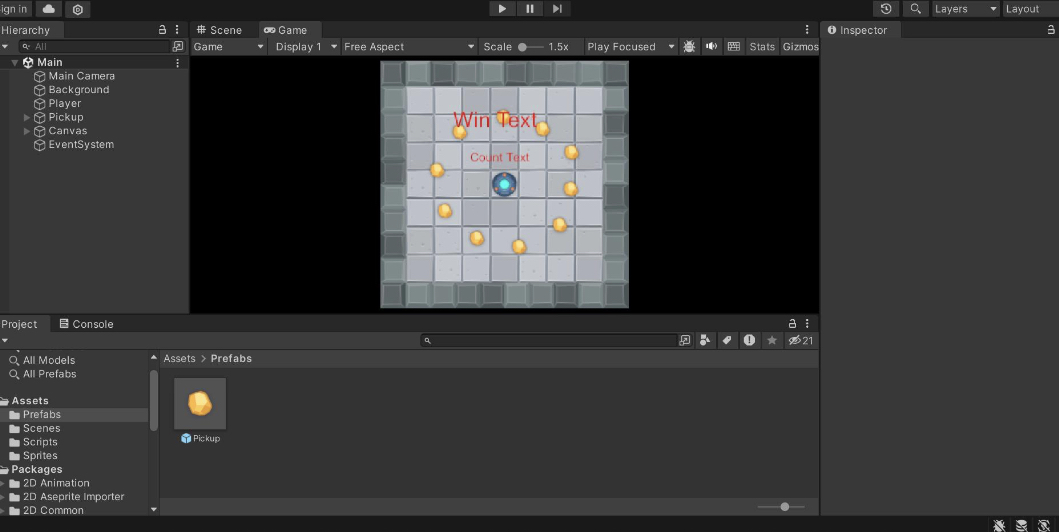 ign in
Layers
Layout
Hierarchy
Scene
Game
Inspector
All
Game
Display 1
Free Aspect
Scale
1.5x
Play Focused
Stats
Gizmos
Main
Main Camera
Background
Player
Pickup
Canvas
EventSystem
Win Text
Count Text
Project
Console
21
All Models
All Prefabs
Assets > Prefabs
Assets
Prefabs
Scenes
Scripts
Sprites
Packages
2D Animation
2D Aseprite Importer
2D Common
Pickup